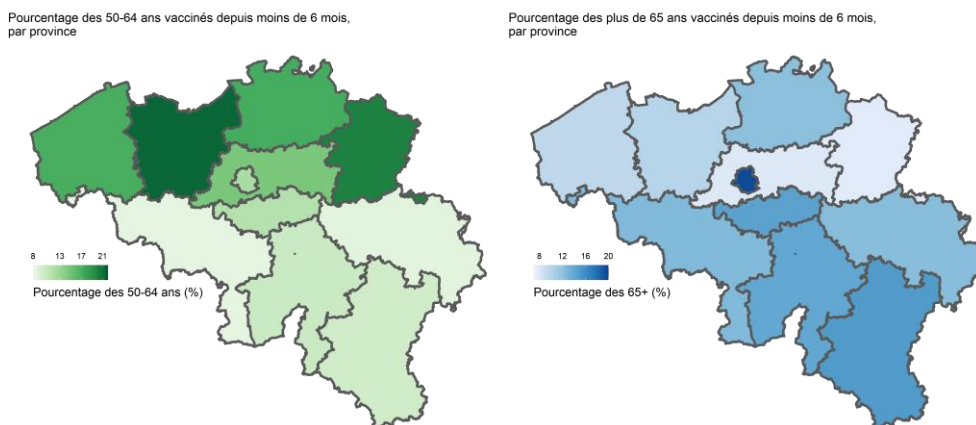 Pourcentage des 50-64 ans vaccinés depuis moins de 6 mois,
par province
8 13 17 21
Pourcentage des 50-64 ans (%)
Pourcentage des plus de 65 ans vaccinés depuis moins de 6 mois,
par province
8 12 16 20
Pourcentage des 65+ (%)